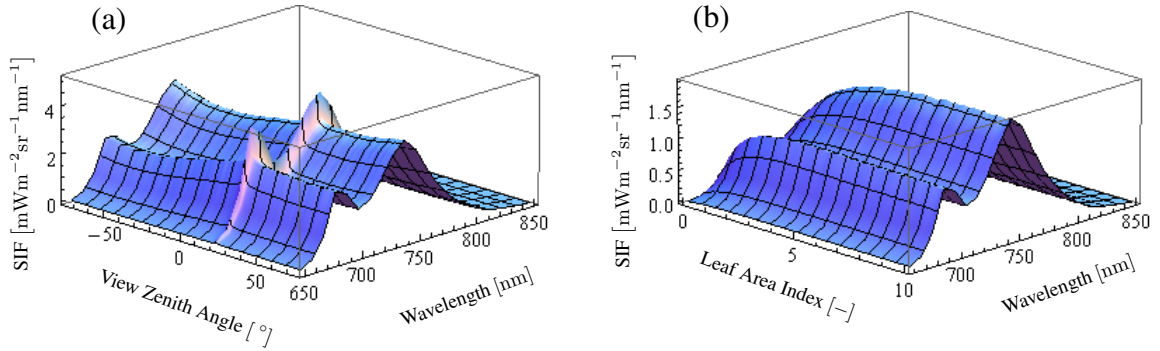 (a)
SIF [mWm−2sr−1nm−1]
4
2
0
−50
0
50
View Zenith Angle [°]
650
700
750
800
850
Wavelength [nm]
(b)
SIF [mWm−2sr−1nm−1]
1.5
1.0
0.5
0.0
0
5
10
Leaf Area Index [−]
700
750
800
850
Wavelength [nm]